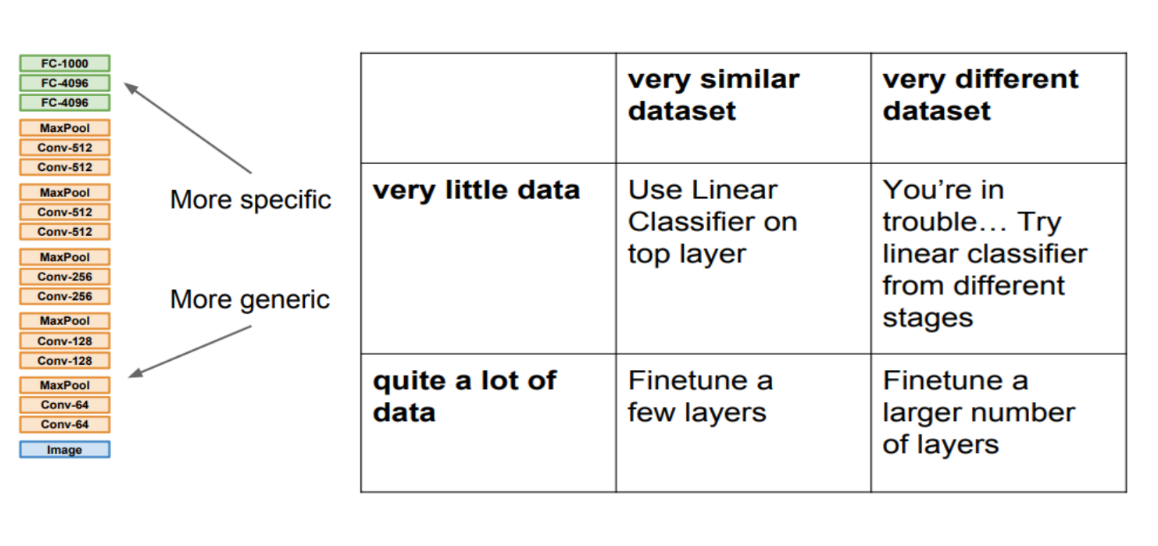 FC-1000
FC-4096
FC-4096
MaxPool
Conv-512
Conv-512
MaxPool
Conv-512
Conv-512
MaxPool
Conv-256
Conv-256
MaxPool
Conv-128
Conv-128
MaxPool
Conv-64
Conv-64
Image
More specific
More generic
very similar
dataset
very different
dataset
very little data
Use Linear
Classifier on
top layer
You’re in
trouble… Try
linear classifier
from different
stages
quite a lot of
data
Finetune a
few layers
Finetune a
larger number
of layers